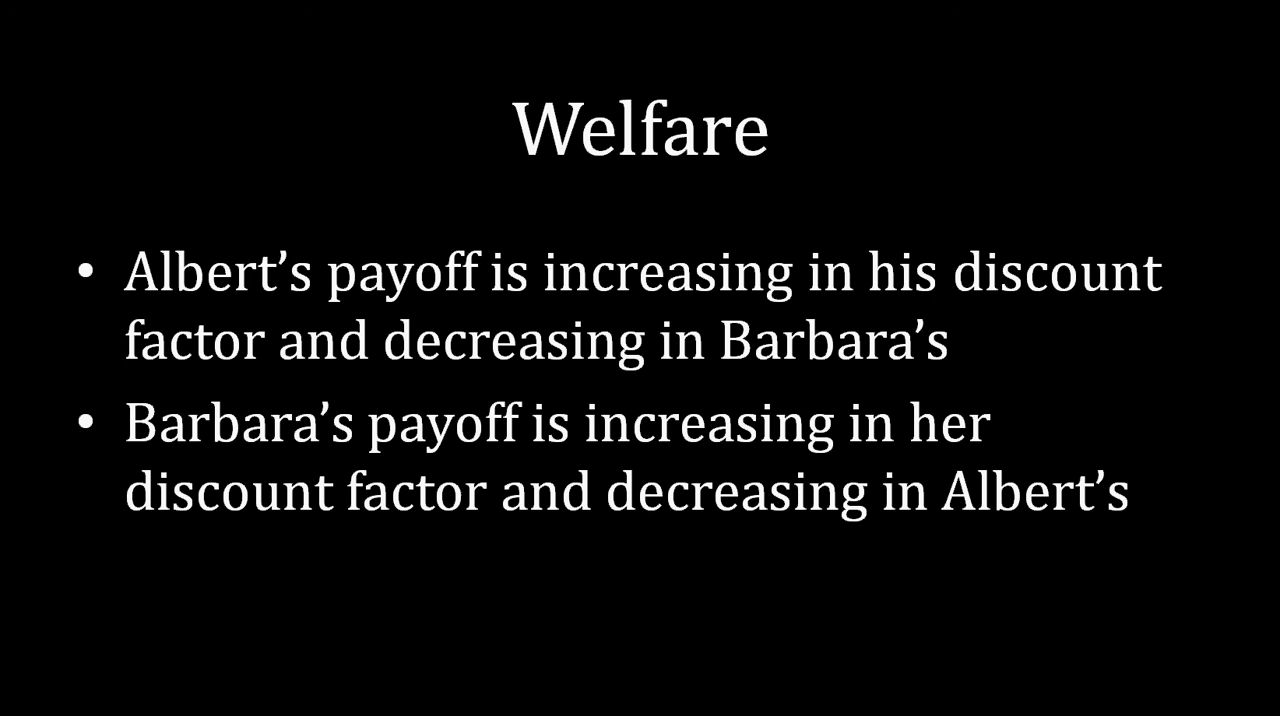 Welfare
• Albert’s payoff is increasing in his discount
factor and decreasing in Barbara’s
• Barbara’s payoff is increasing in her
discount factor and decreasing in Albert’s